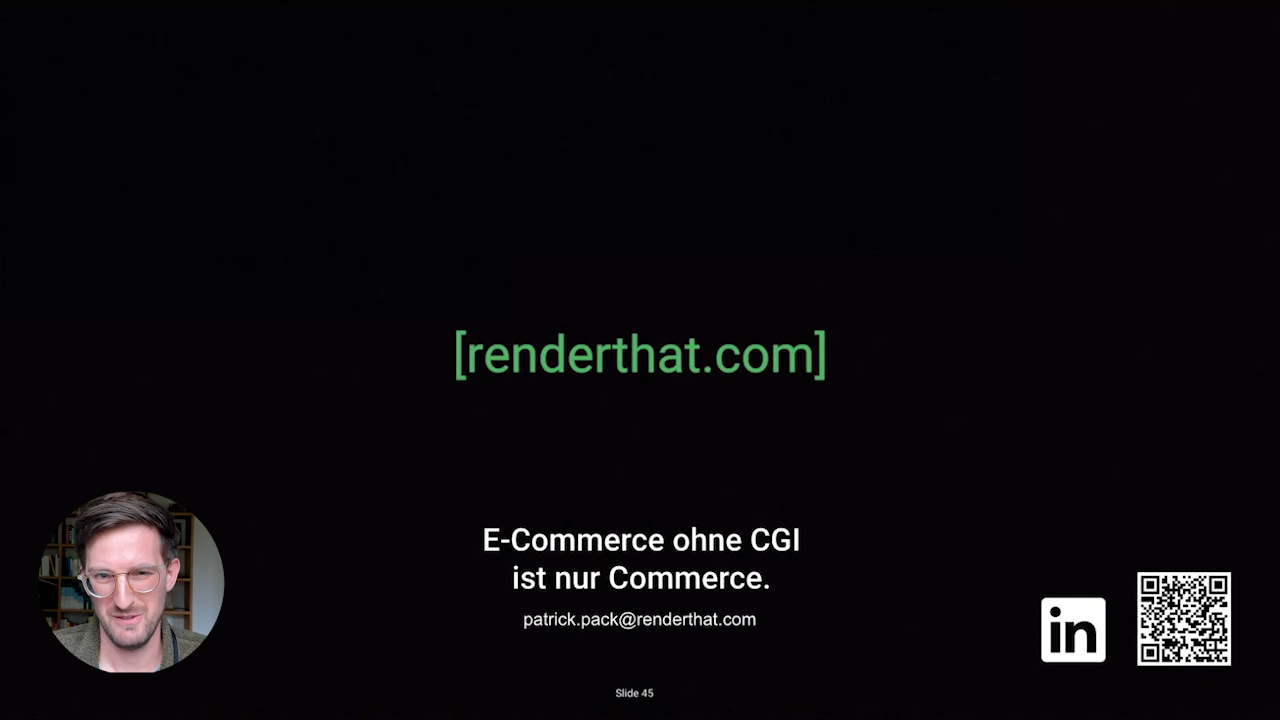 [renderthat.com]
E-Commerce ohne CGI
ist nur Commerce.
patrick.pack@renderthat.com
in
Slide 45